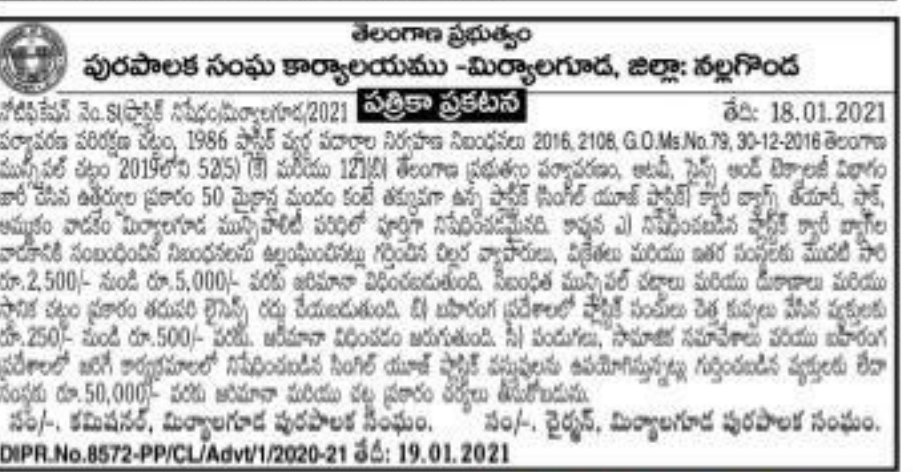 తెలంగాణ ప్రభుత్వం
పురపాలక సంఘ కార్యాలయము -మిర్యాలగూడ, జిల్లా: నల్లగొండ
నోటిఫికేషన్ నెం. S(ప్లాస్టిక్ నిషేధం)మిర్యాలగూడ/2021 పత్రికా ప్రకటన తేది: 18.01.2021
పర్యావరణ పరిరక్షణ చట్టం, 1986 ప్లాస్టిక్ వ్యర్థ పదార్థాల నిర్వహణ నిబంధనలు 2016, 2108, G.O.Ms.No.79, 30-12-2016 తెలంగాణ
మున్సిపల్ చట్టం 2019లోని 52(5) (కె) మరియు 121(బి) తెలంగాణ ప్రభుత్వం పర్యావరణం, అటవీ, సైన్స్ అండ్ టెక్నాలజీ విభాగం
జారీ చేసిన ఉత్తర్వుల ప్రకారం 50 మైక్రాన్ల మందం కంటే తక్కువగా ఉన్న ప్లాస్టిక్ (సింగిల్ యూజ్ ప్లాస్టిక్) క్యారీ బ్యాగ్స్ తయారీ, స్టాక్,
అమ్మకం వాడకం మిర్యాలగూడ మున్సిపాలిటీ పరిధిలో పూర్తిగా నిషేధించడమైనది. కావున ఎ) నిషేధించబడిన ప్లాస్టిక్ క్యారీ బ్యాగ్‌ల
వాడకానికి సంబంధించిన నిబంధనలను ఉల్లంఘించినట్లు గుర్తించిన చిల్లర వ్యాపారులు, విక్రేతలు మరియు ఇతర సంస్థలకు మొదటి సారి
రూ.2,500/- నుండి రూ.5,000/- వరకు జరిమానా విధించబడుతుంది. సంబంధిత మున్సిపల్ చట్టాలు మరియు దుకాణాలు మరియు
స్థానిక చట్టం ప్రకారం తదుపరి లైసెన్స్ రద్దు చేయబడుతుంది. బి) బహిరంగ ప్రదేశాలలో ప్లాస్టిక్ సంచులు చెత్త కుప్పలు వేసిన వ్యక్తులకు
రూ.250/- నుండి రూ.500/- వరకు. జరిమానా విధించడం జరుగుతుంది. సి) పండుగలు, సామాజిక సమావేశాలు మరియు బహిరంగ
ప్రదేశాలలో జరిగే కార్యక్రమాలలో నిషేధించబడిన సింగిల్ యూజ్ ప్లాస్టిక్ వస్తువులను ఉపయోగిస్తున్నట్లు గుర్తించబడిన వ్యక్తులకు లేదా
సంస్థకు రూ.50,000/- వరకు జరిమానా మరియు చట్ట ప్రకారం చర్యలు తీసుకోబడును.
సం/-. కమిషనర్, మిర్యాలగూడ పురపాలక సంఘం. సం/-. చైర్మన్, మిర్యాలగూడ పురపాలక సంఘం.
DIPR.No.8572-PP/CL/Advt/1/2020-21 తేదీ: 19.01.2021